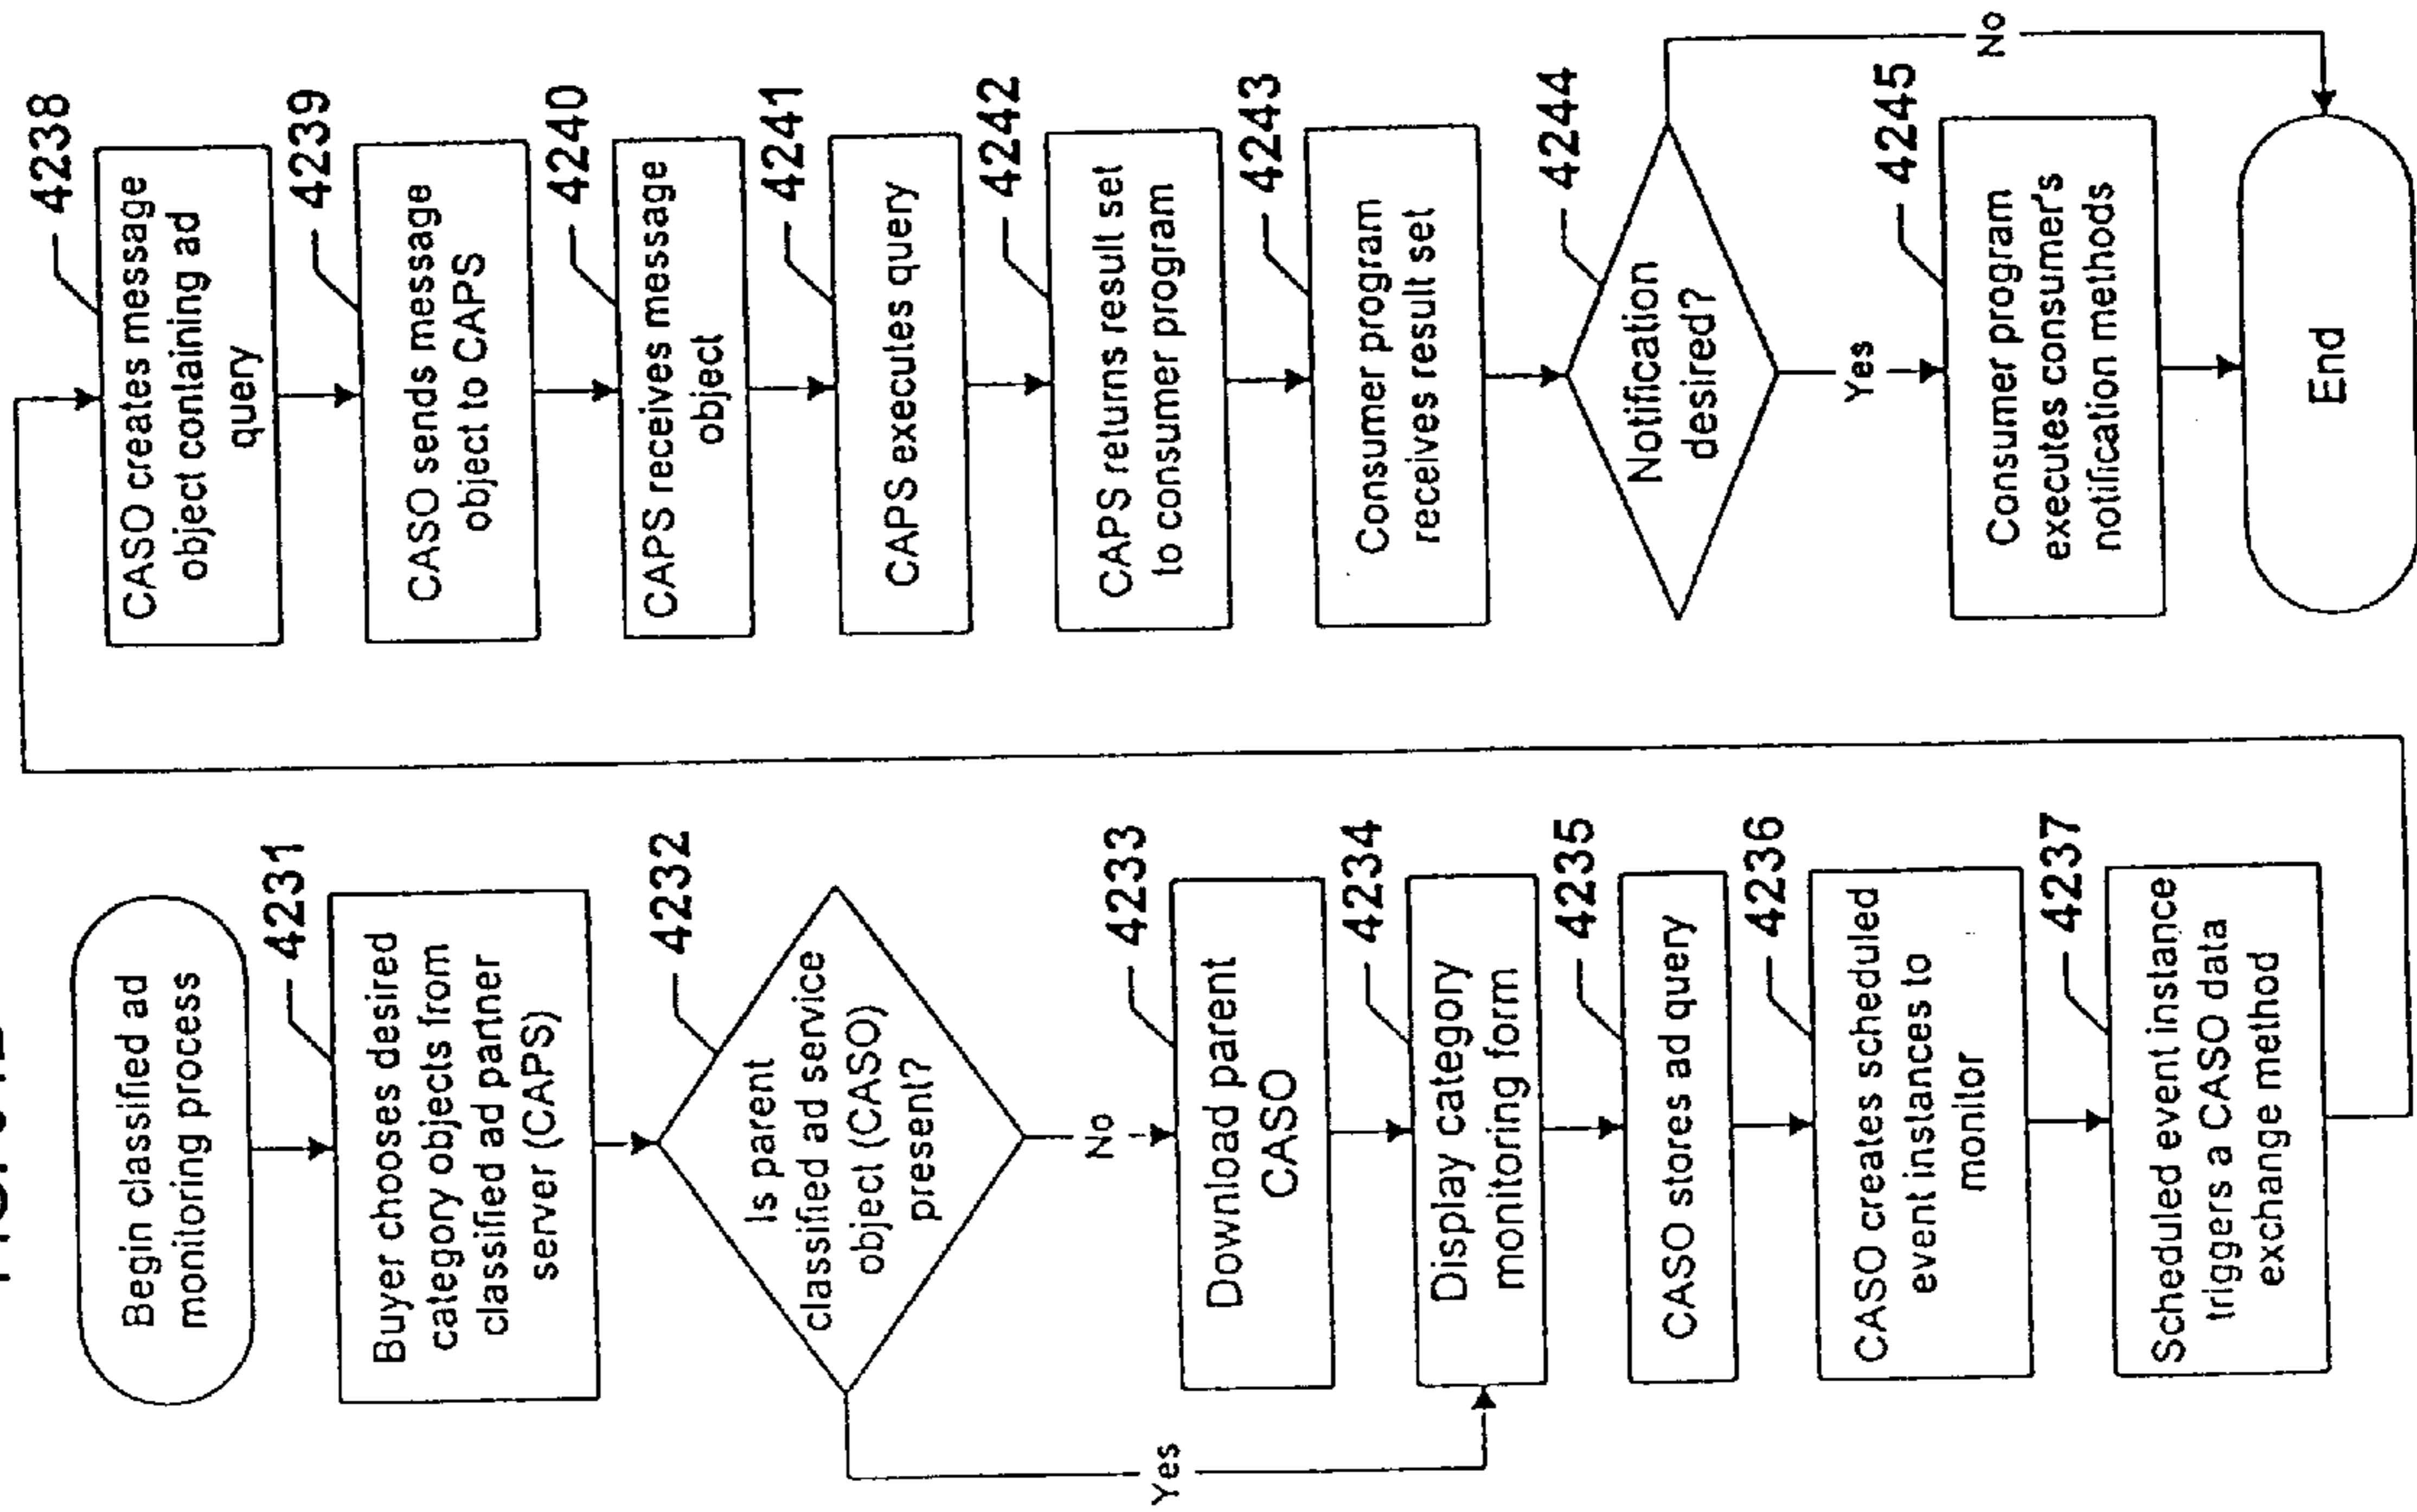 Begin classified ad
monitoring process
4231
Buyer chooses desired
category objects from
classified ad partner
server (CAPS)
4232
Is parent
classified ad service
object (CASO)
present?
Yes
No
4233
Download parent
CASO
4234
Display category
monitoring form
4235
CASO stores ad query
4236
CASO creates scheduled
event instances to
monitor
4237
Scheduled event instance
triggers a CASO data
exchange method
4238
CASO creates message
object containing ad
query
4239
CASO sends message
object to CAPS
4240
CAPS receives message
object
4241
CAPS executes query
4242
CAPS returns result set
to consumer program
4243
Consumer program
receives result set
4244
Notification
desired?
No
Yes
4245
Consumer program
executes consumer's
notification methods
End